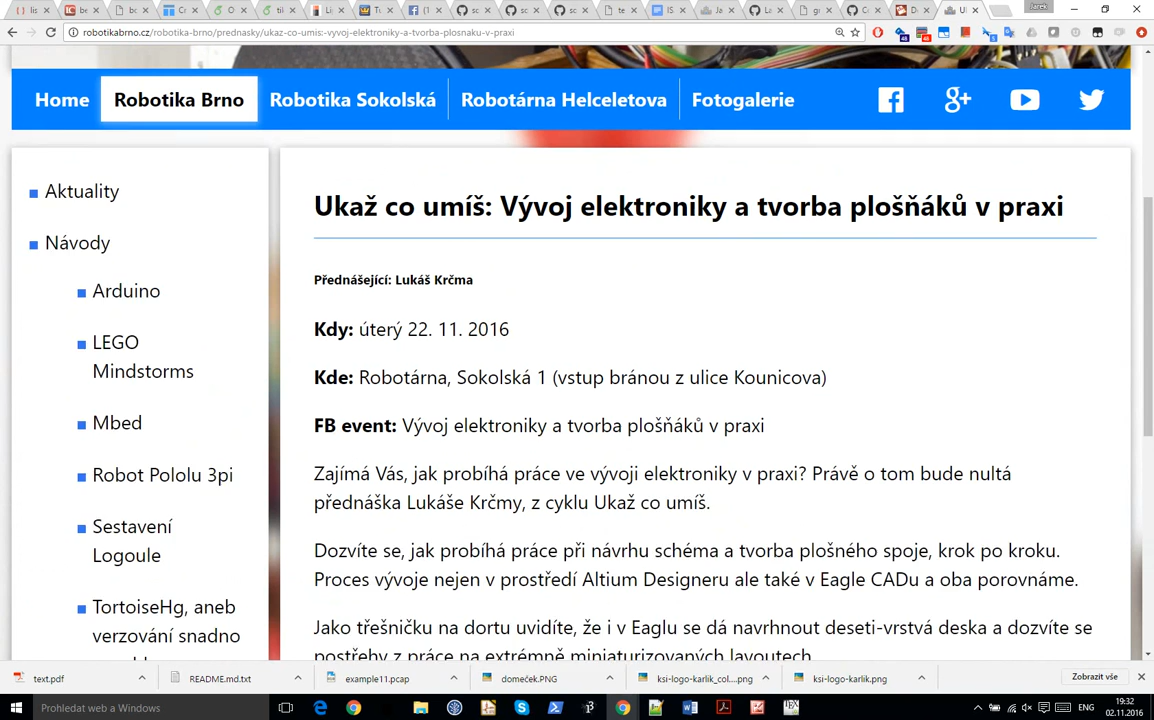 Jarek
robotikabrno.cz/robotika-brno/prednasky/ukaz-co-umis:-vyvoj-elektroniky-a-tvorba-plosnaku-v-praxi
Home
Robotika Brno
Robotika Sokolská
Robotárna Helceletova
Fotogalerie
Aktuality
Návody
Arduino
LEGO
Mindstorms
Mbed
Robot Pololu 3pi
Sestavení
Logoule
TortoiseHg, aneb
verzování snadno
Ukaž co umíš: Vývoj elektroniky a tvorba plošňáků v praxi
Přednášející: Lukáš Krčma
Kdy: úterý 22. 11. 2016
Kde: Robotárna, Sokolská 1 (vstup bránou z ulice Kounicova)
FB event: Vývoj elektroniky a tvorba plošňáků v praxi
Zajímá Vás, jak probíhá práce ve vývoji elektroniky v praxi? Právě o tom bude nultá
přednáška Lukáše Krčmy, z cyklu Ukaž co umíš.
Dozvíte se, jak probíhá práce při návrhu schéma a tvorba plošného spoje, krok po kroku.
Proces vývoje nejen v prostředí Altium Designeru ale také v Eagle CADu a oba porovnáme.
Jako třešničku na dortu uvidíte, že i v Eaglu se dá navrhnout deseti-vrstvá deska a dozvíte se
postřehy z práce na extrémně miniaturizovaných layoutech.
text.pdf
README.md.txt
example11.pcap
domeček.PNG
ksi-logo-karlik_col....png
ksi-logo-karlik.png
Zobrazit vše
Prohledat web a Windows
ENG
19:32
02.11.2016